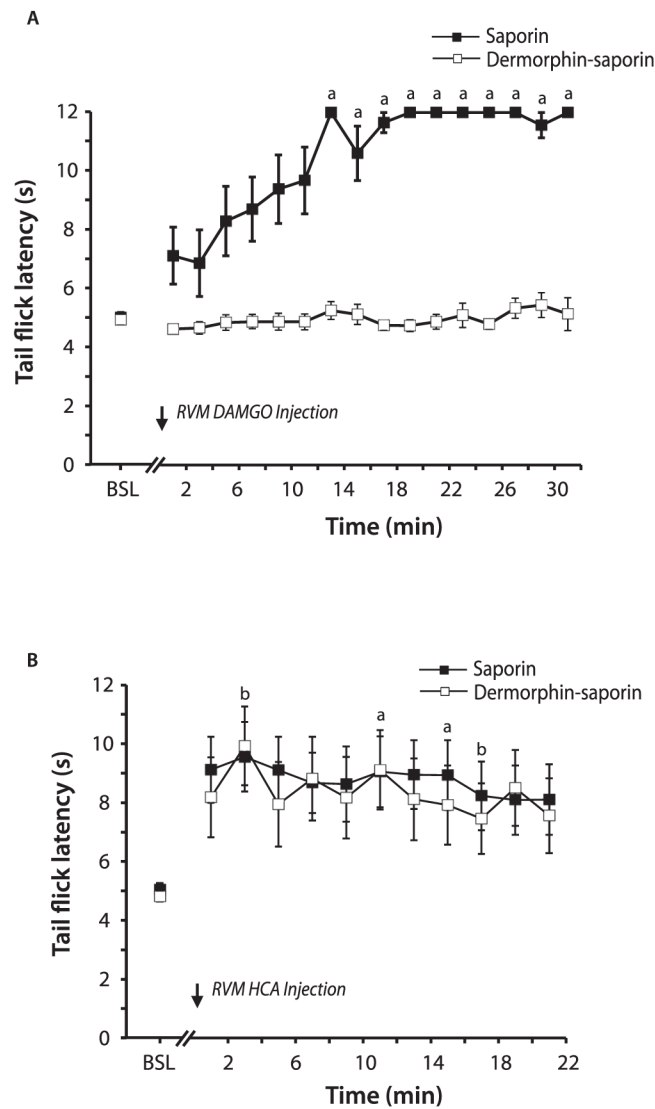 A
Saporin
Dermorphin-saporin
a a a a a a a a a a
12
10
8
6
4
2
0
Tail flick latency (s)
RVM DAMGO Injection
BSL 2 6 10 14 18 22 26 30
Time (min)
B
Saporin
Dermorphin-saporin
b a a b
12
10
8
6
4
2
0
Tail flick latency (s)
RVM HCA Injection
BSL 2 6 10 14 18 22
Time (min)